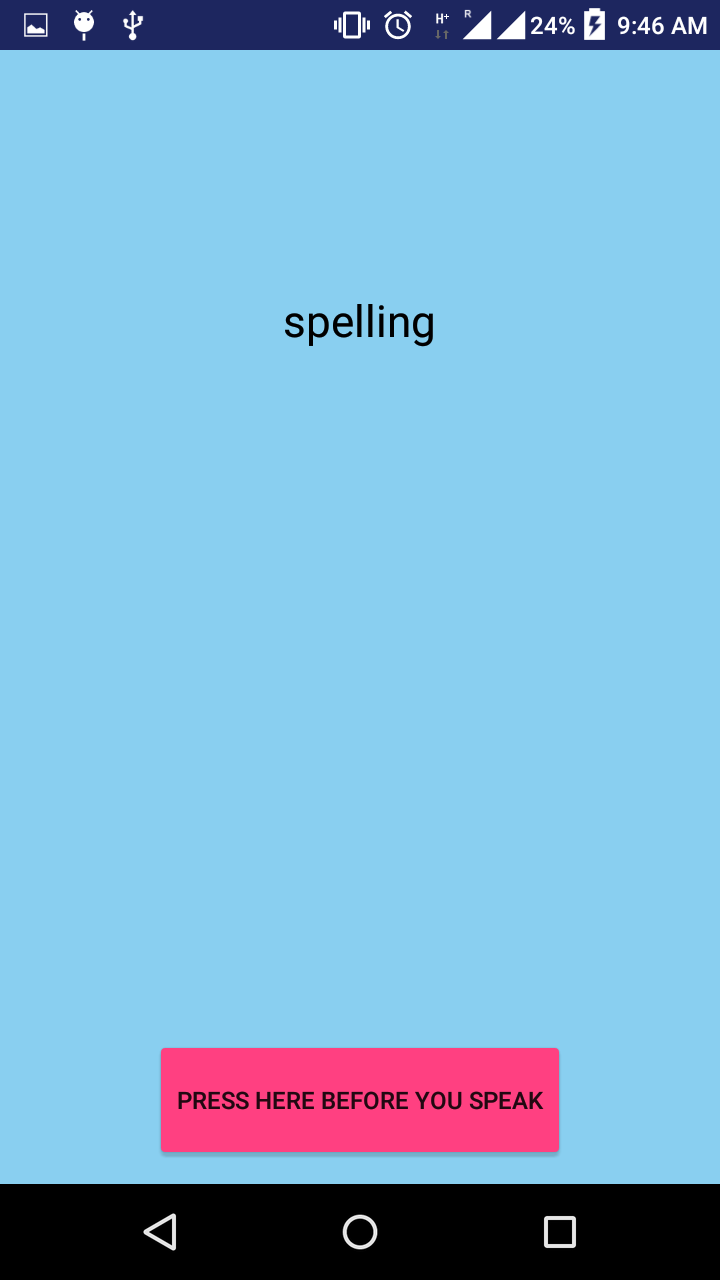 H+
R
24%
9:46 AM
spelling
PRESS HERE BEFORE YOU SPEAK